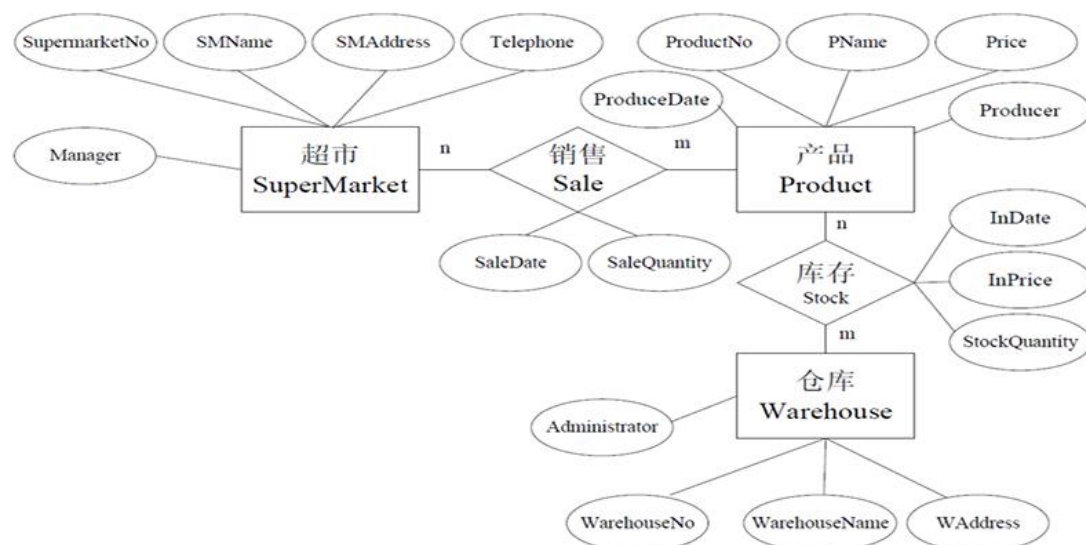 SupermarketNo
SMName
SMAddress
Telephone
ProductNo
PName
Price
ProduceDate
Producer
Manager
超市
SuperMarket
n
销售
Sale
m
产品
Product
SaleDate
SaleQuantity
n
InDate
库存
Stock
InPrice
m
StockQuantity
仓库
Warehouse
Administrator
WarehouseNo
WarehouseName
WAddress